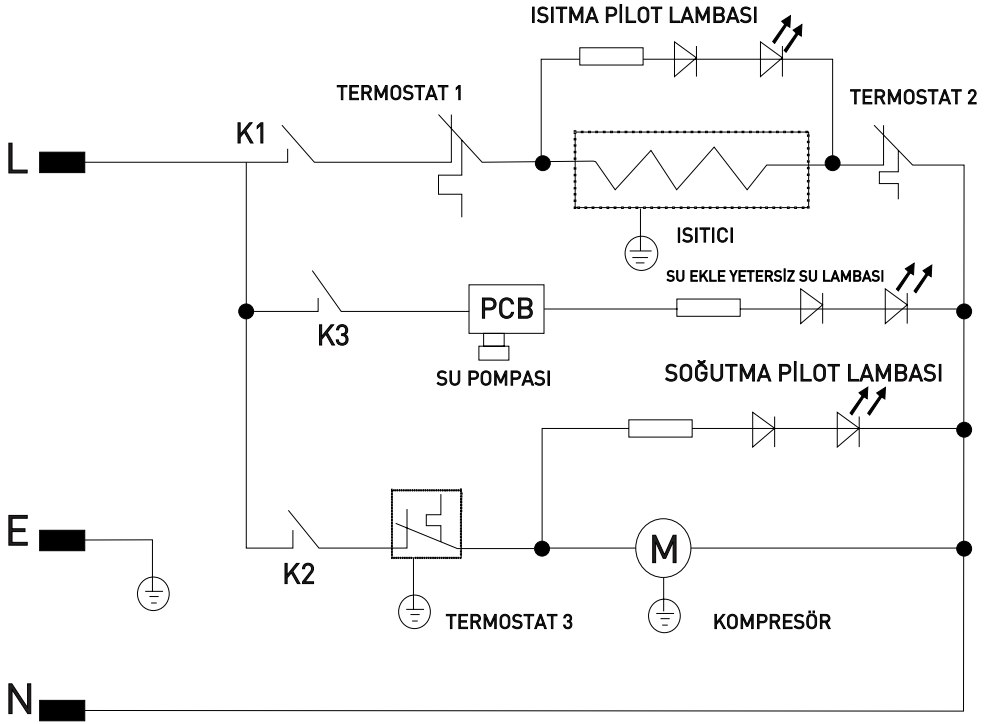 ISITMA PİLOT LAMBASI
TERMOSTAT 1
TERMOSTAT 2
K1
L
ISITICI
SU EKLE YETERSİZ SU LAMBASI
PCB
K3
SU POMPASI
SOĞUTMA PİLOT LAMBASI
E
K2
M
TERMOSTAT 3
KOMPRESÖR
N